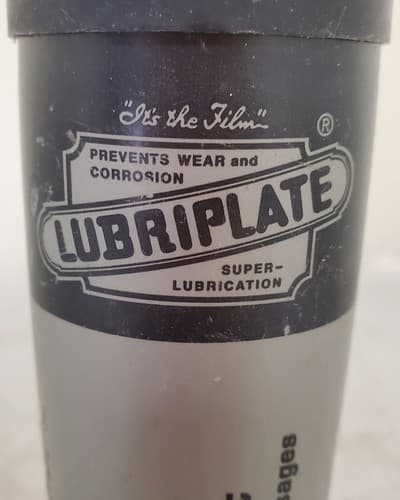 "It's the Film"
®
PREVENTS WEAR and
CORROSION
LUBRIPLATE
SUPER-
LUBRICATION